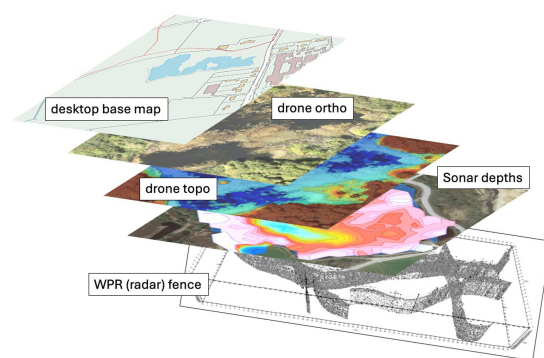 desktop base map
drone ortho
drone topo
Sonar depths
WPR (radar) fence